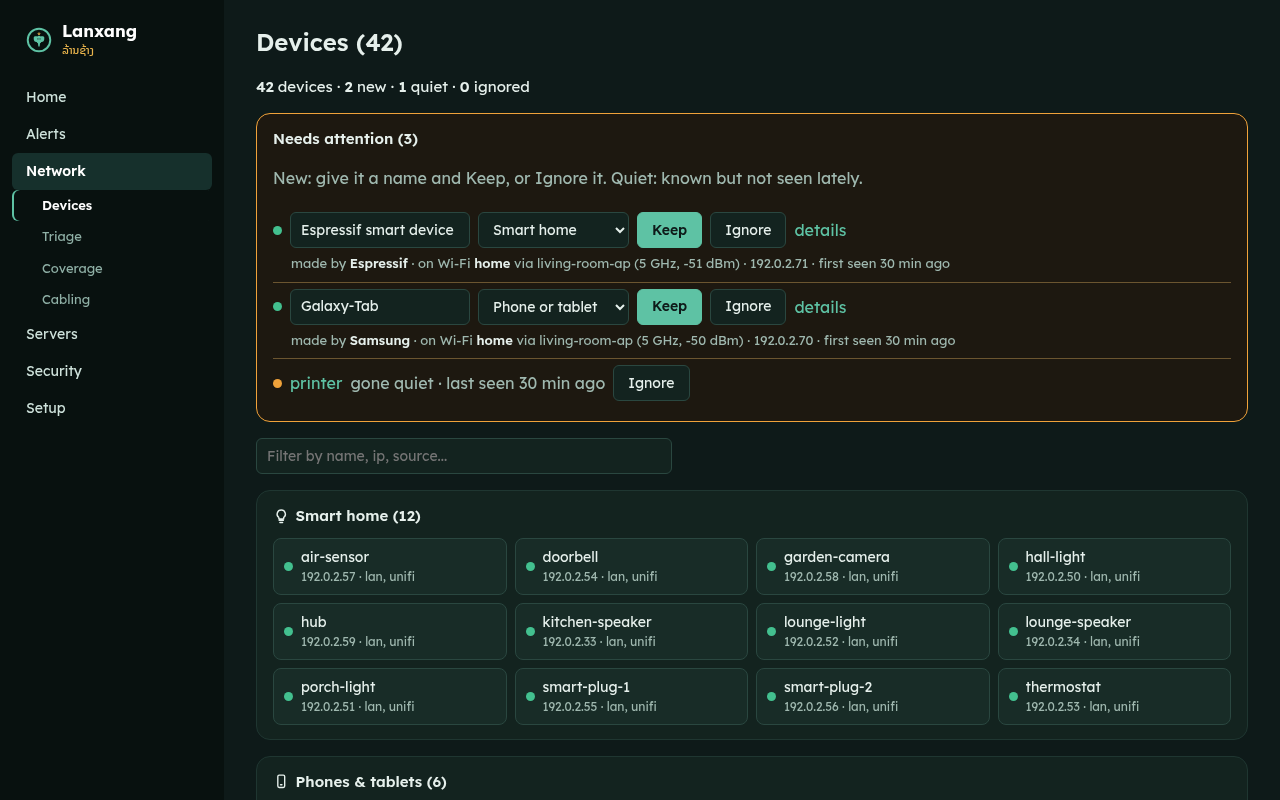 Lanxang
ລ້ານຊ້າງ
Home
Alerts
Network
Devices
Triage
Coverage
Cabling
Servers
Security
Setup
Devices (42)
42 devices · 2 new · 1 quiet · 0 ignored
Needs attention (3)
New: give it a name and Keep, or Ignore it. Quiet: known but not seen lately.
Espressif smart device Smart home Keep Ignore details
made by Espressif · on Wi-Fi home via living-room-ap (5 GHz, -51 dBm) · 192.0.2.71 · first seen 30 min ago
Galaxy-Tab Phone or tablet Keep Ignore details
made by Samsung · on Wi-Fi home via living-room-ap (5 GHz, -50 dBm) · 192.0.2.70 · first seen 30 min ago
printer gone quiet · last seen 30 min ago Ignore
Filter by name, ip, source...
Smart home (12)
air-sensor
192.0.2.57 · lan, unifi
doorbell
192.0.2.54 · lan, unifi
garden-camera
192.0.2.58 · lan, unifi
hall-light
192.0.2.50 · lan, unifi
hub
192.0.2.59 · lan, unifi
kitchen-speaker
192.0.2.33 · lan, unifi
lounge-light
192.0.2.52 · lan, unifi
lounge-speaker
192.0.2.34 · lan, unifi
porch-light
192.0.2.51 · lan, unifi
smart-plug-1
192.0.2.55 · lan, unifi
smart-plug-2
192.0.2.56 · lan, unifi
thermostat
192.0.2.53 · lan, unifi
Phones & tablets (6)